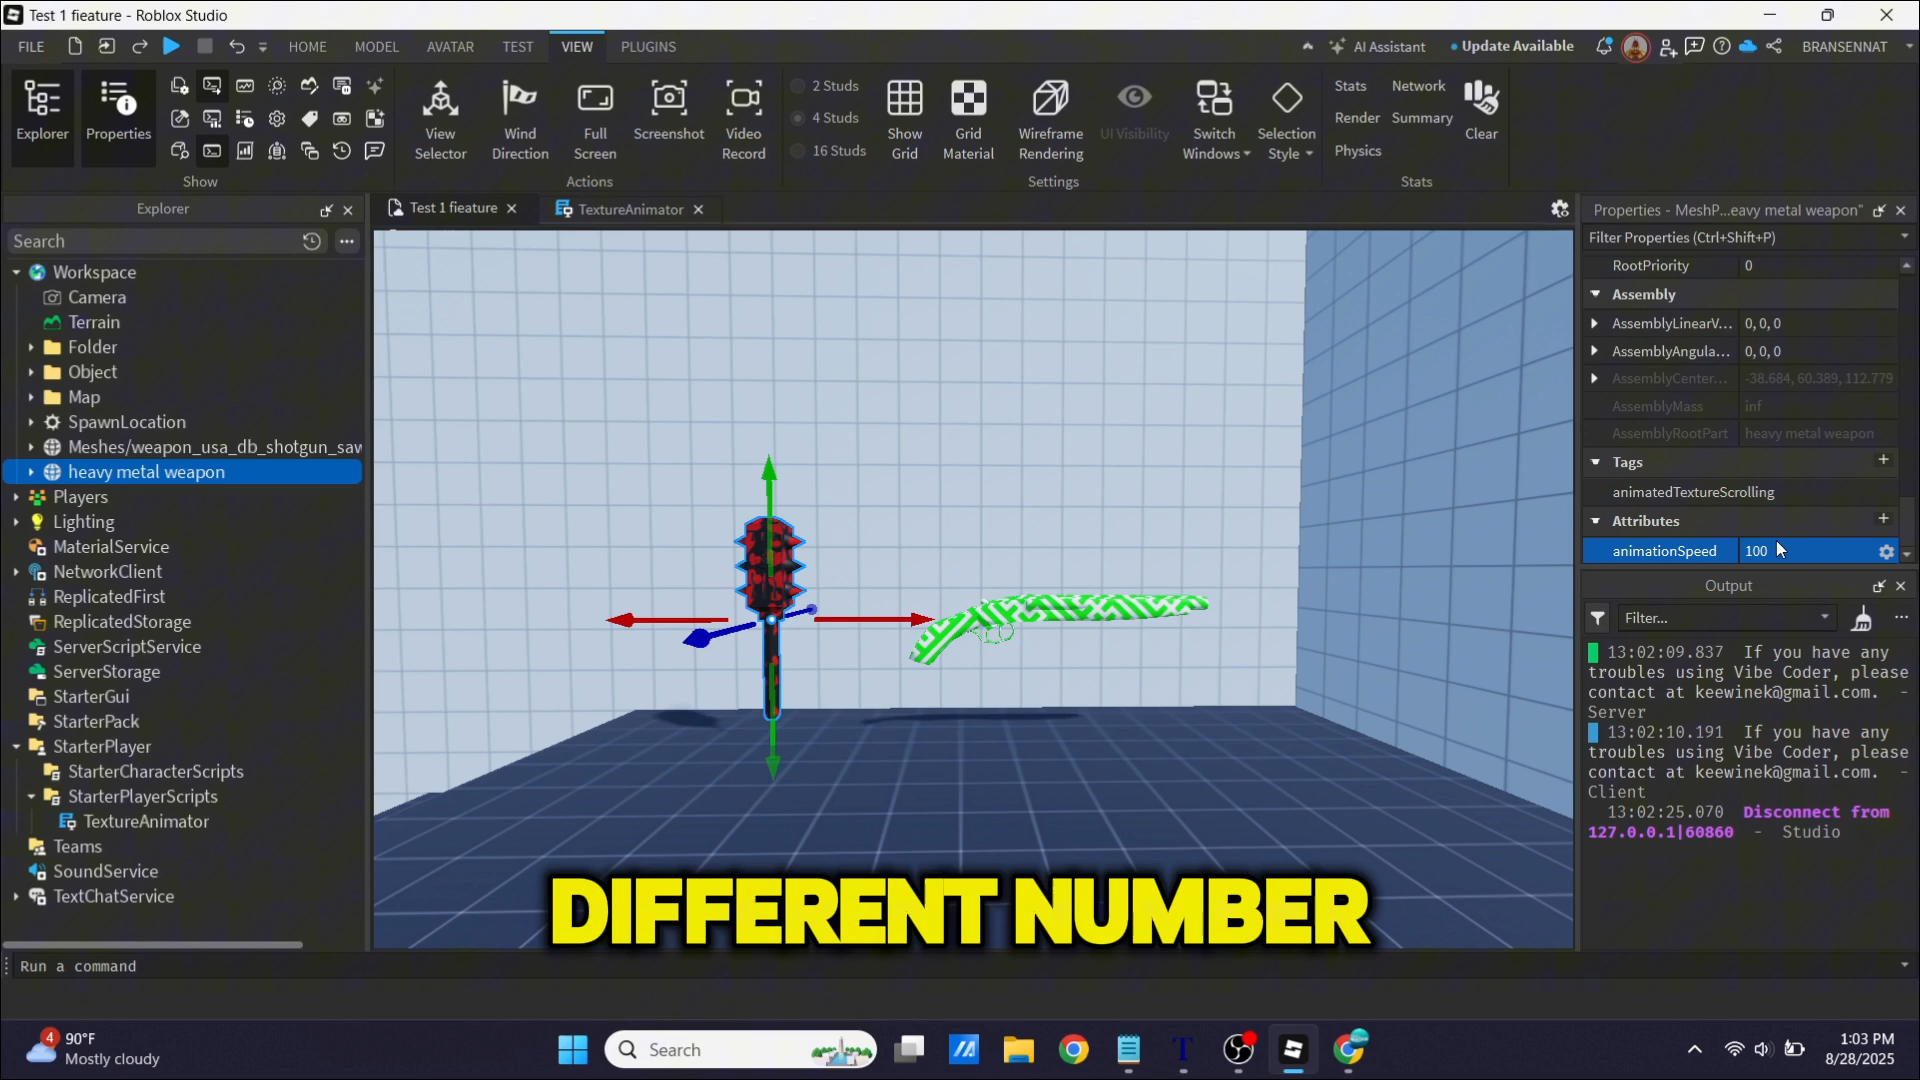 Test 1 fieature - Roblox Studio
FILE
HOME
MODEL
AVATAR
TEST
VIEW
PLUGINS
AI Assistant
Update Available
BRANSENNAT
Explorer
Properties
Show
View Selector
Wind Direction
Full Screen
Screenshot
Video Record
Actions
2 Studs
4 Studs
16 Studs
Show Grid
Grid Material
Wireframe Rendering
UI Visibility
Switch Windows
Selection Style
Settings
Stats
Network
Render
Summary
Physics
Clear
Stats
Explorer
Search
Workspace
Camera
Terrain
Folder
Object
Map
SpawnLocation
Meshes/weapon_usa_db_shotgun_saw
heavy metal weapon
Players
Lighting
MaterialService
NetworkClient
ReplicatedFirst
ReplicatedStorage
ServerScriptService
ServerStorage
StarterGui
StarterPack
StarterPlayer
StarterCharacterScripts
StarterPlayerScripts
TextureAnimator
Teams
SoundService
TextChatService
Test 1 fieature
TextureAnimator
DIFFERENT NUMBER
Properties - MeshP...eavy metal weapon"
Filter Properties (Ctrl+Shift+P)
RootPriority 0
Assembly
AssemblyLinearV... 0, 0, 0
AssemblyAngula... 0, 0, 0
AssemblyCenter... -38.684, 60.389, 112.779
AssemblyMass inf
AssemblyRootPart heavy metal weapon
Tags
animatedTextureScrolling
Attributes
animationSpeed 100
Output
Filter...
13:02:09.837 If you have any
troubles using Vibe Coder, please
contact at keewinek@gmail.com. -
Server
13:02:10.191 If you have any
troubles using Vibe Coder, please
contact at keewinek@gmail.com. -
Client
13:02:25.070 Disconnect from
127.0.0.1|60860 - Studio
Run a command
4
90°F
Mostly cloudy
Search
T
1:03 PM
8/28/2025